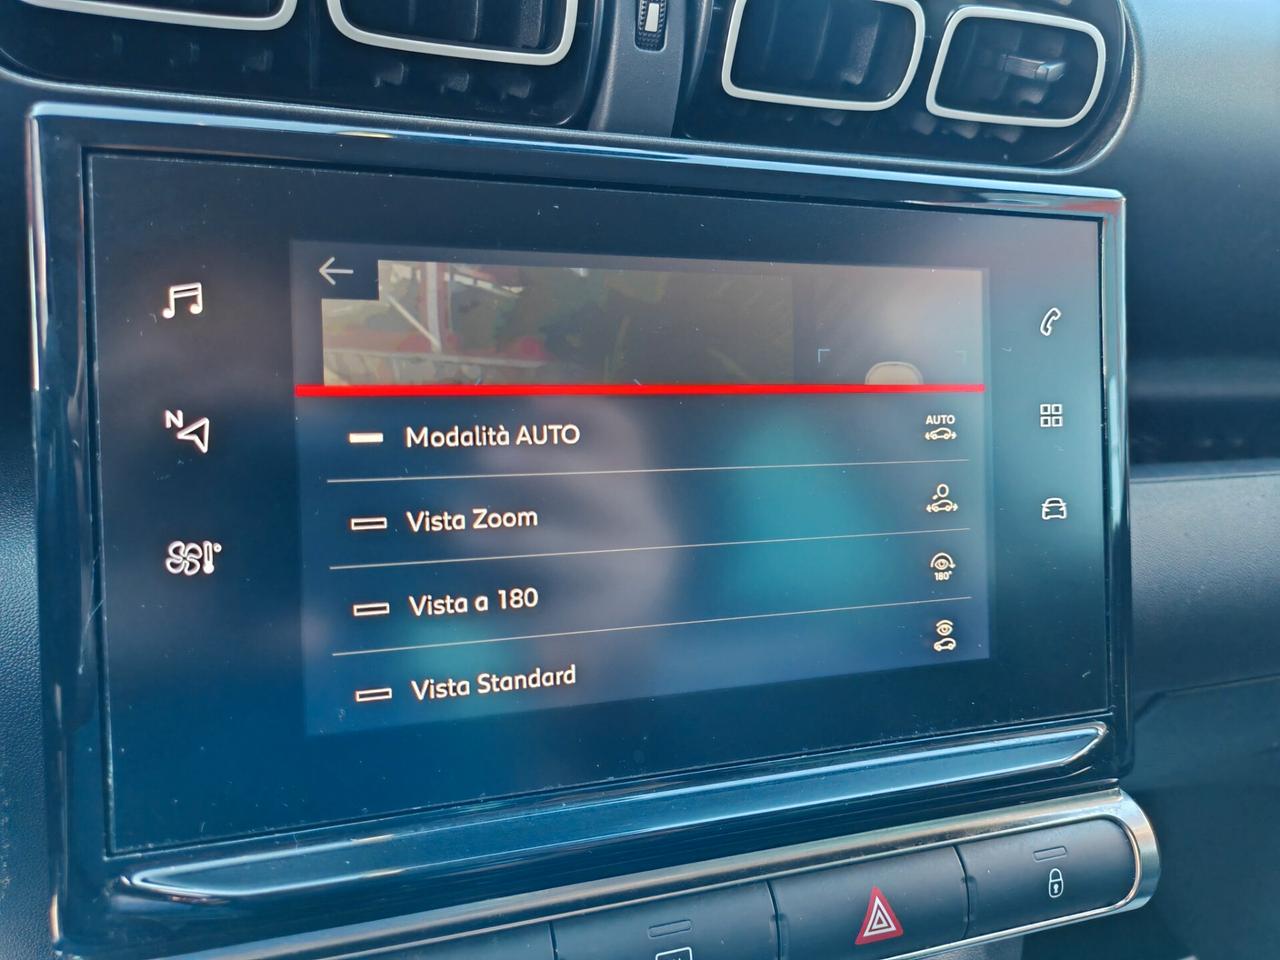 N
Modalità AUTO
AUTO
Vista Zoom
Vista a 180
180°
Vista Standard